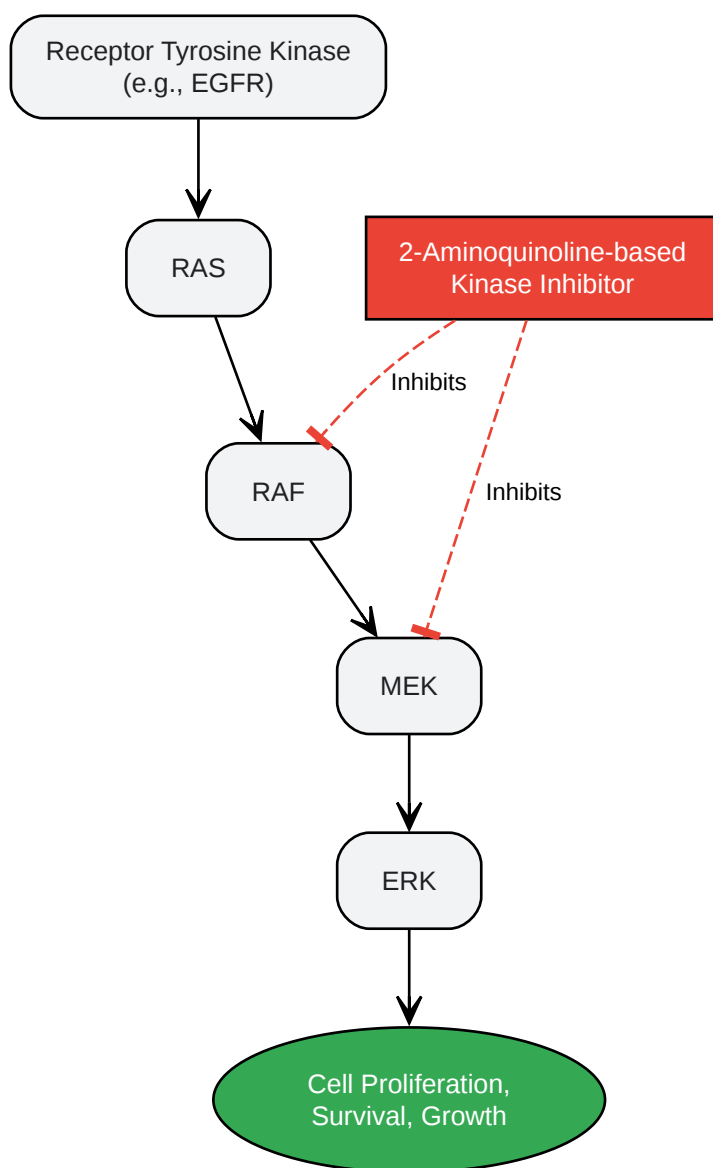 Receptor Tyrosine Kinase
(e.g., EGFR)
RAS
2-Aminoquinoline-based
Kinase Inhibitor
Inhibits
RAF
Inhibits
MEK
ERK
Cell Proliferation,
Survival, Growth